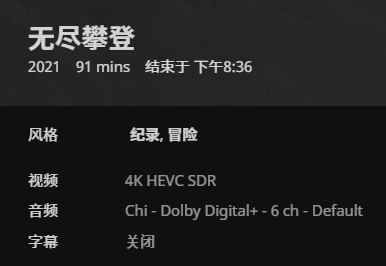 无尽攀登
2021 91 mins 结束于 下午8:36
风格 纪录, 冒险
视频 4K HEVC SDR
音频 Chi - Dolby Digital+ - 6 ch - Default
字幕 关闭